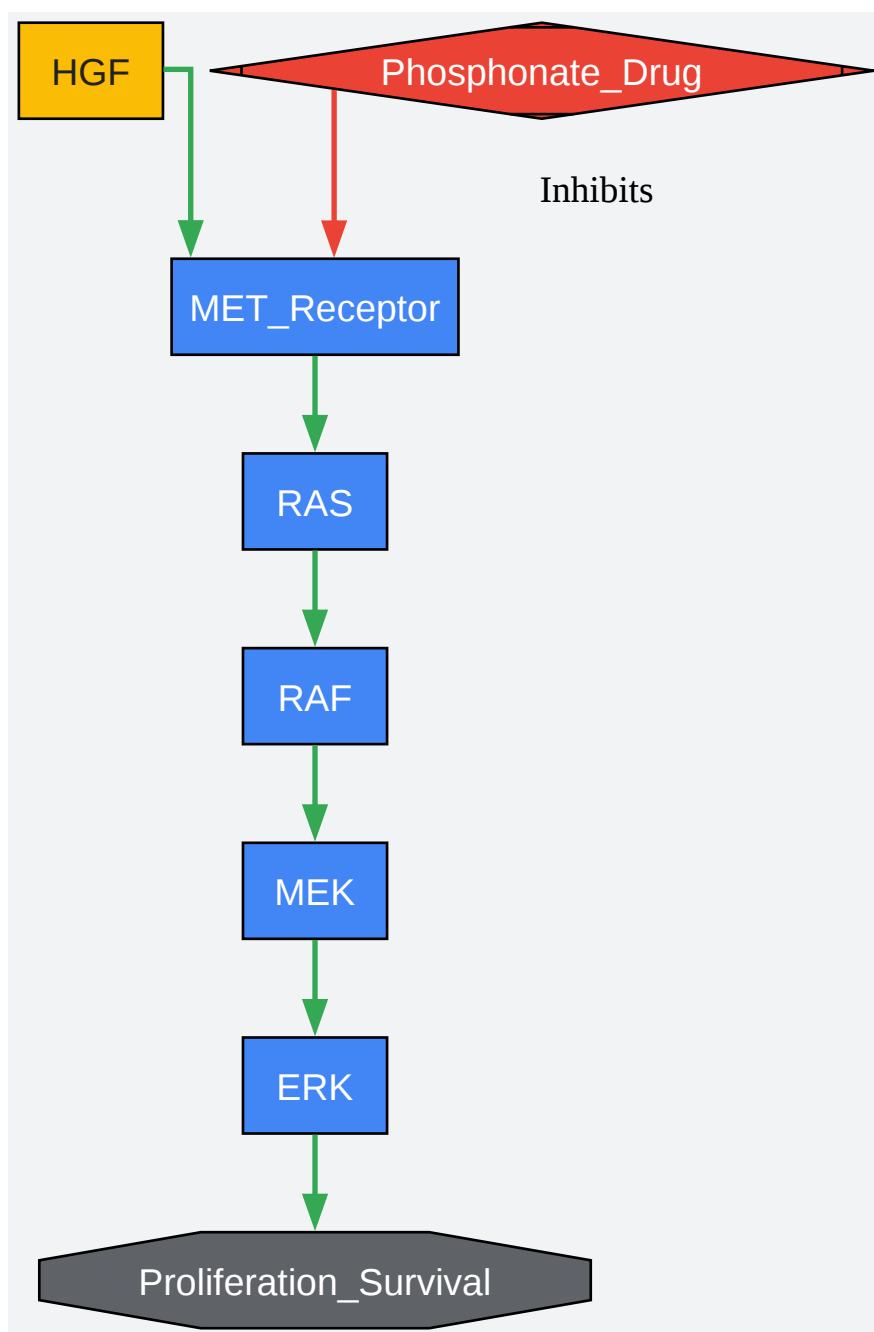 HGF
Phosphonate_Drug
Inhibits
MET_Receptor
RAS
RAF
MEK
ERK
Proliferation_Survival